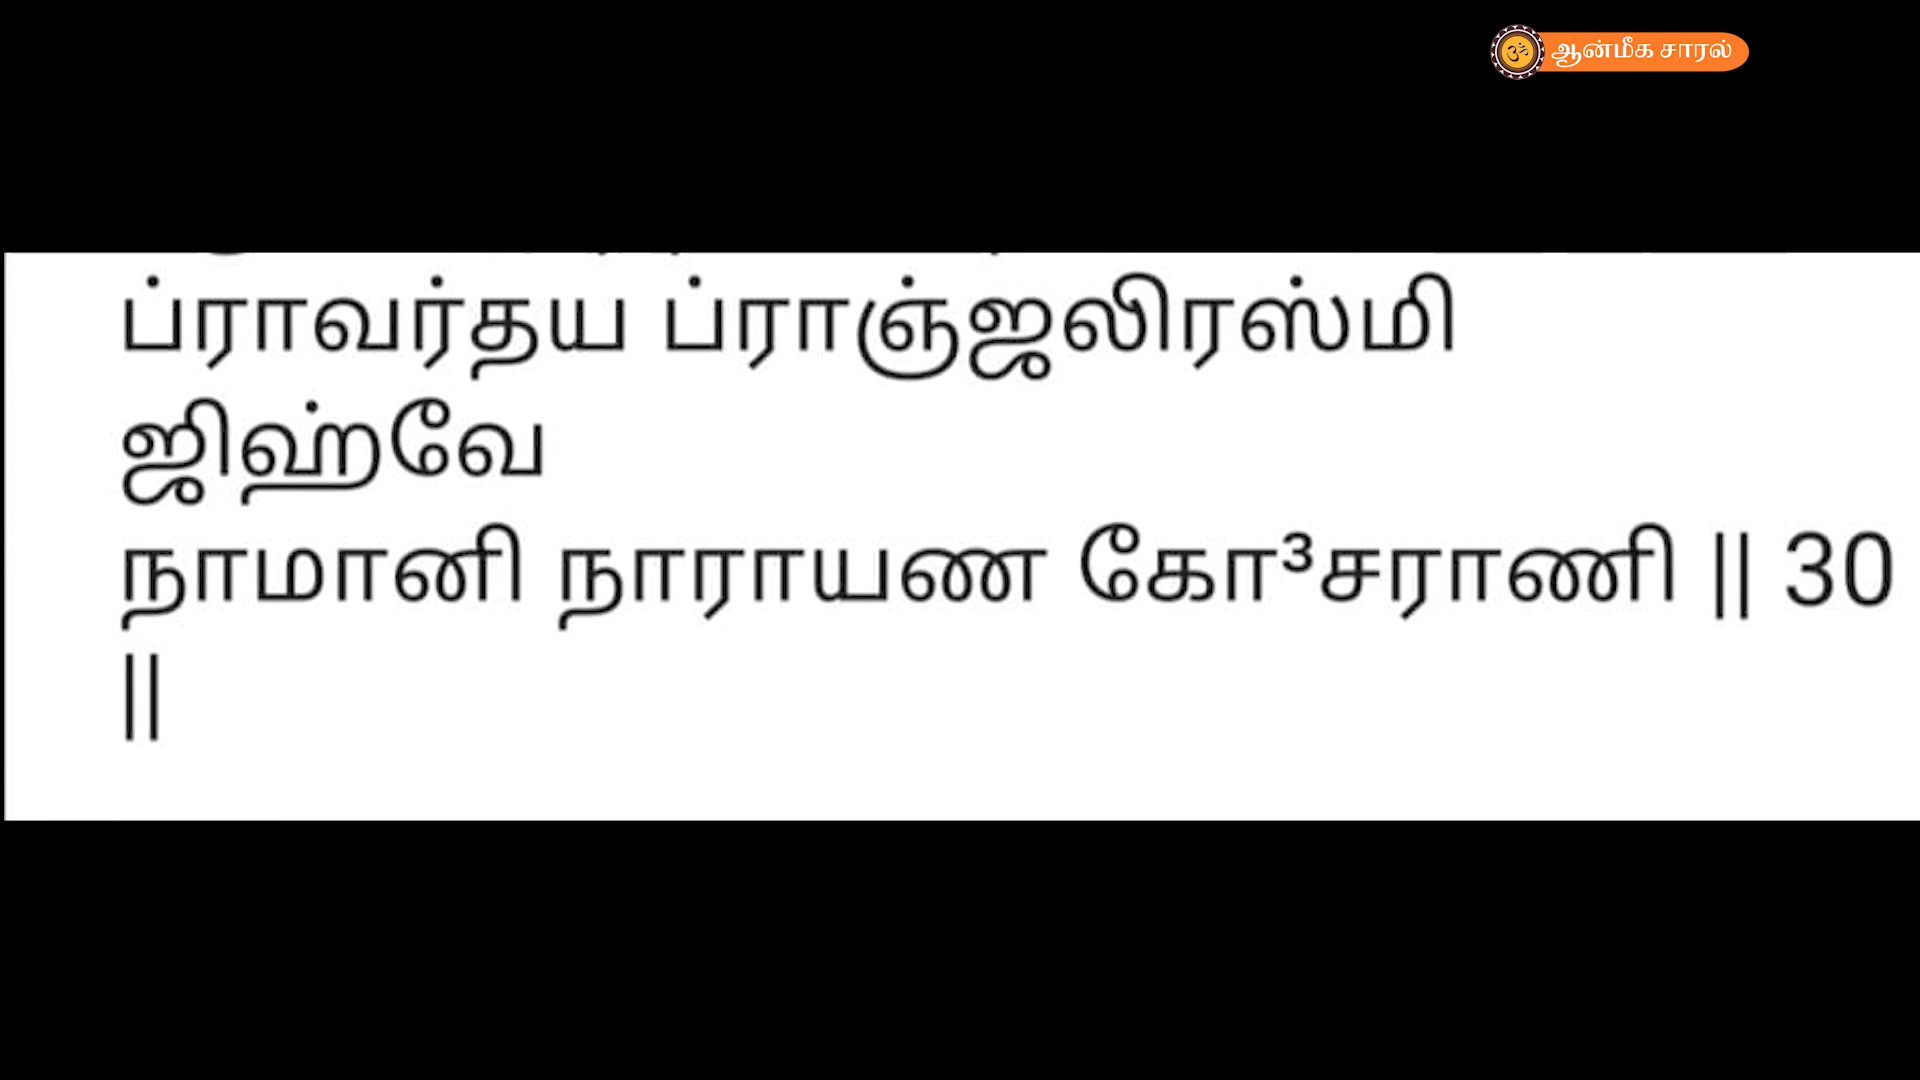 ஆன்மீக சாரல்
ப்ராவர்தய ப்ராஞ்ஜலிரஸ்மி
ஜிஹ்வே
நாமானி நாராயண கோ³சராணி || 30
||